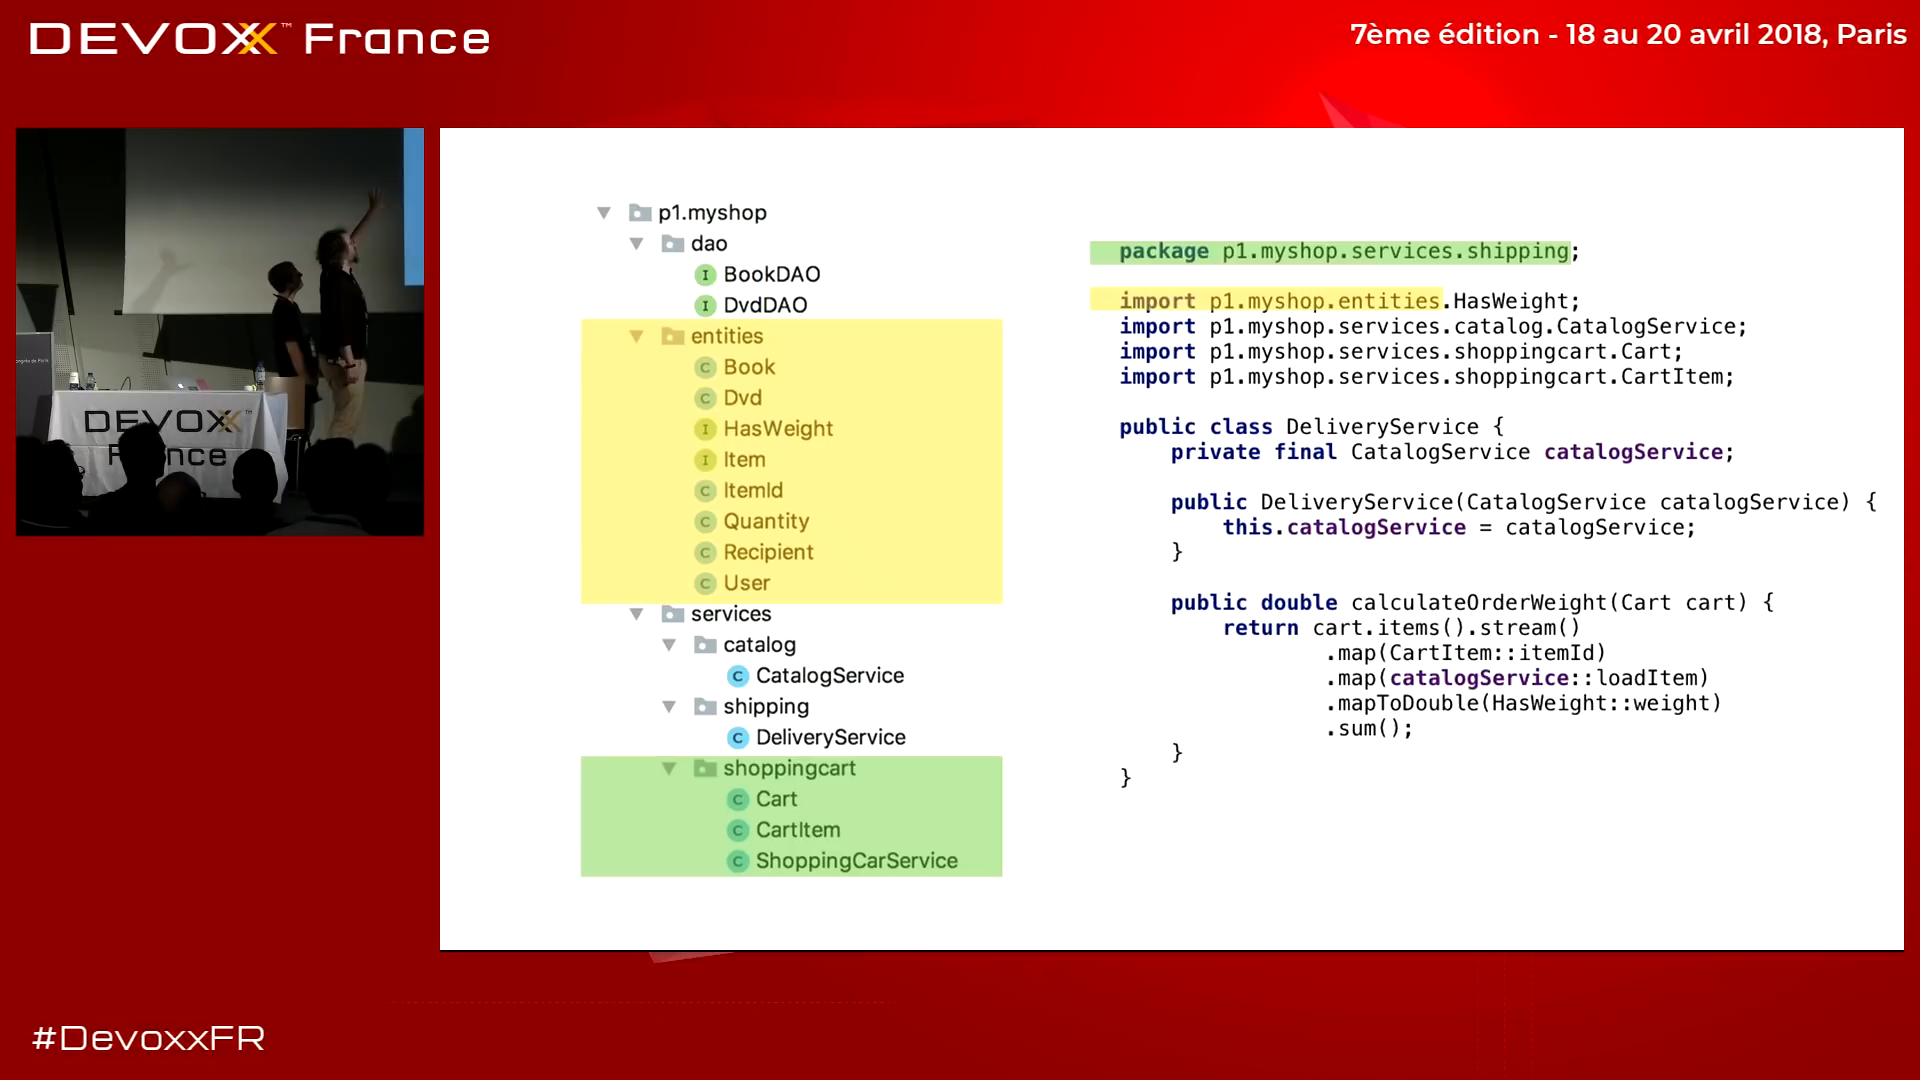 DEVOXX™ France
7ème édition - 18 au 20 avril 2018, Paris
DEVOXX™
France
p1.myshop
dao
BookDAO
DvdDAO
entities
Book
Dvd
HasWeight
Item
ItemId
Quantity
Recipient
User
services
catalog
CatalogService
shipping
DeliveryService
shoppingcart
Cart
CartItem
ShoppingCarService
package p1.myshop.services.shipping;
import p1.myshop.entities.HasWeight;
import p1.myshop.services.catalog.CatalogService;
import p1.myshop.services.shoppingcart.Cart;
import p1.myshop.services.shoppingcart.CartItem;
public class DeliveryService {
private final CatalogService catalogService;
public DeliveryService(CatalogService catalogService) {
this.catalogService = catalogService;
}
public double calculateOrderWeight(Cart cart) {
return cart.items().stream()
.map(CartItem::itemId)
.map(catalogService::loadItem)
.mapToDouble(HasWeight::weight)
.sum();
}
}
#DevoxxFR